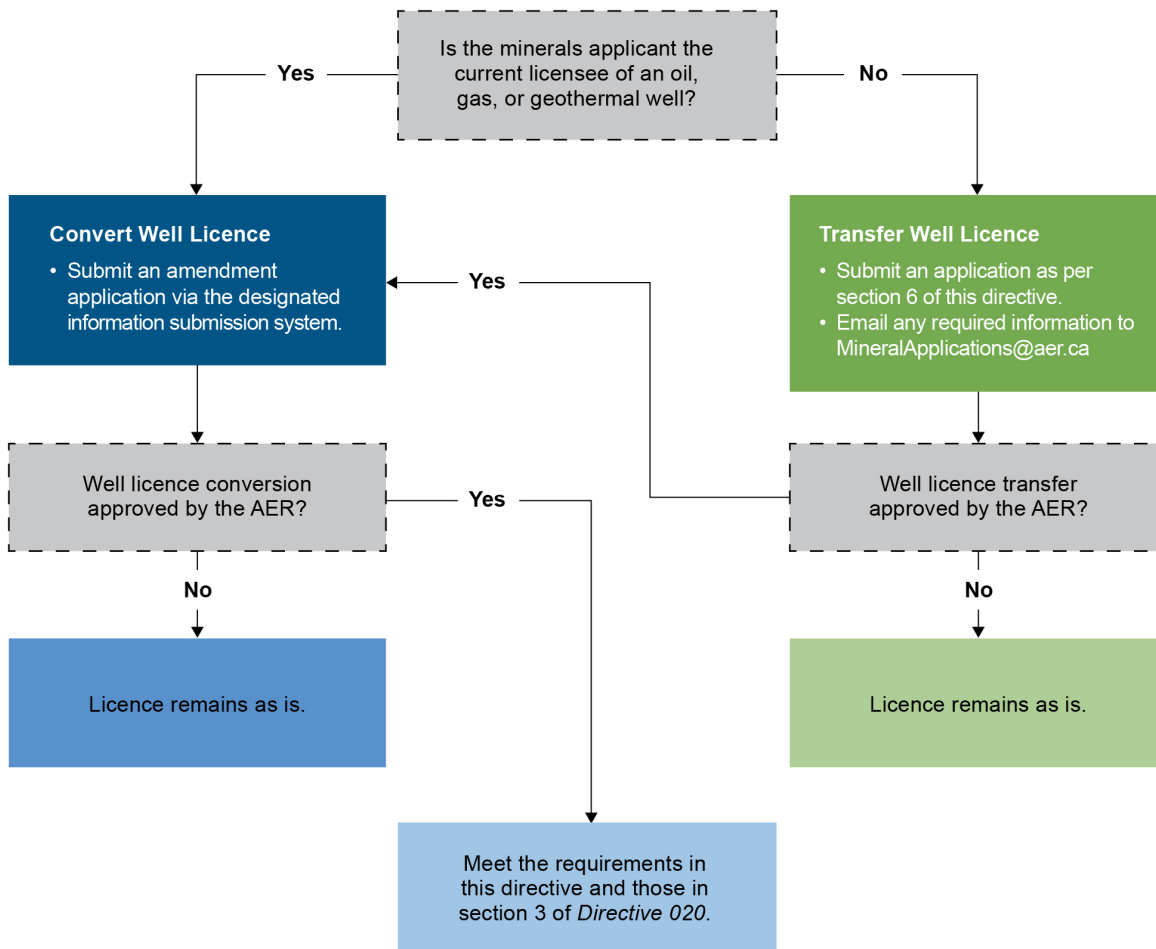 Is the minerals applicant the
current licensee of an oil,
gas, or geothermal well?
Yes
No
Convert Well Licence
• Submit an amendment
application via the designated
information submission system.
Yes
Transfer Well Licence
• Submit an application as per
section 6 of this directive.
• Email any required information to
MineralApplications@aer.ca
Well licence conversion
approved by the AER?
Yes
Well licence transfer
approved by the AER?
No
No
Licence remains as is.
Licence remains as is.
Meet the requirements in
this directive and those in
section 3 of Directive 020.